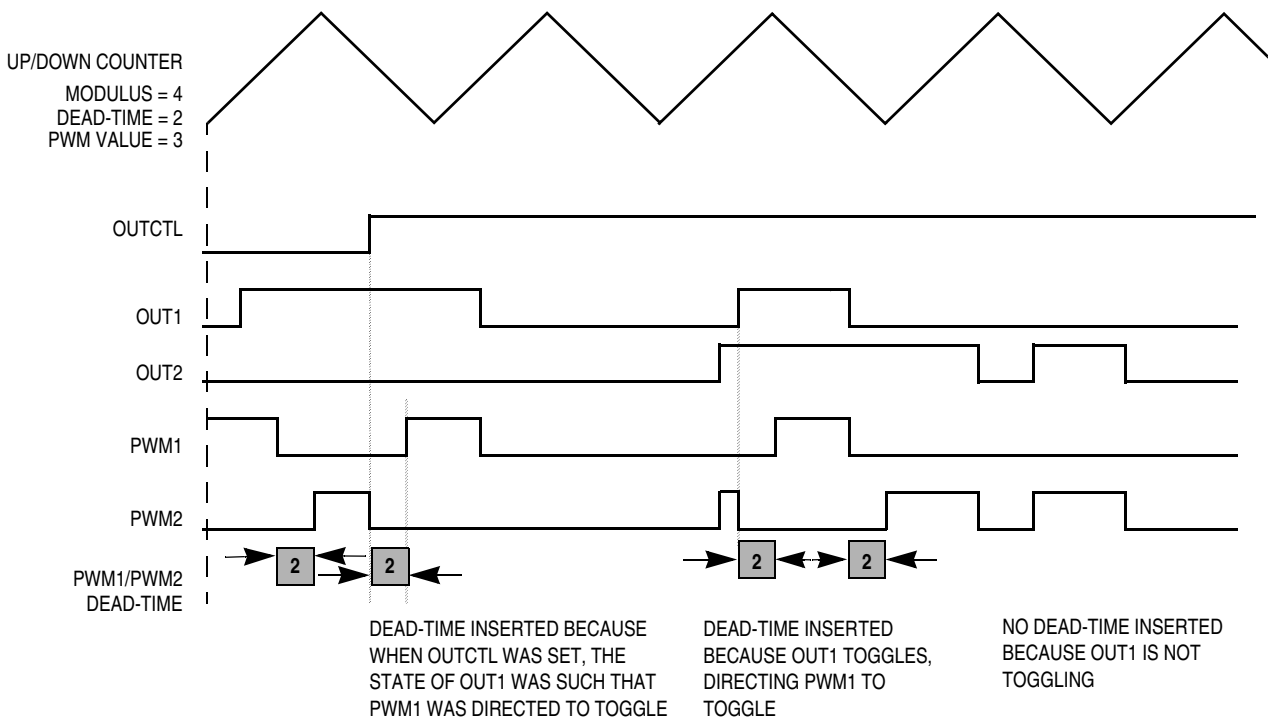 UP/DOWN COUNTER
MODULUS = 4
DEAD-TIME = 2
PWM VALUE = 3
OUTCTL
OUT1
OUT2
PWM1
PWM2
2
2
2
2
PWM1/PWM2
DEAD-TIME
DEAD-TIME INSERTED BECAUSE
WHEN OUTCTL WAS SET, THE
STATE OF OUT1 WAS SUCH THAT
PWM1 WAS DIRECTED TO TOGGLE
DEAD-TIME INSERTED
BECAUSE OUT1 TOGGLES,
DIRECTING PWM1 TO
TOGGLE
NO DEAD-TIME INSERTED
BECAUSE OUT1 IS NOT
TOGGLING